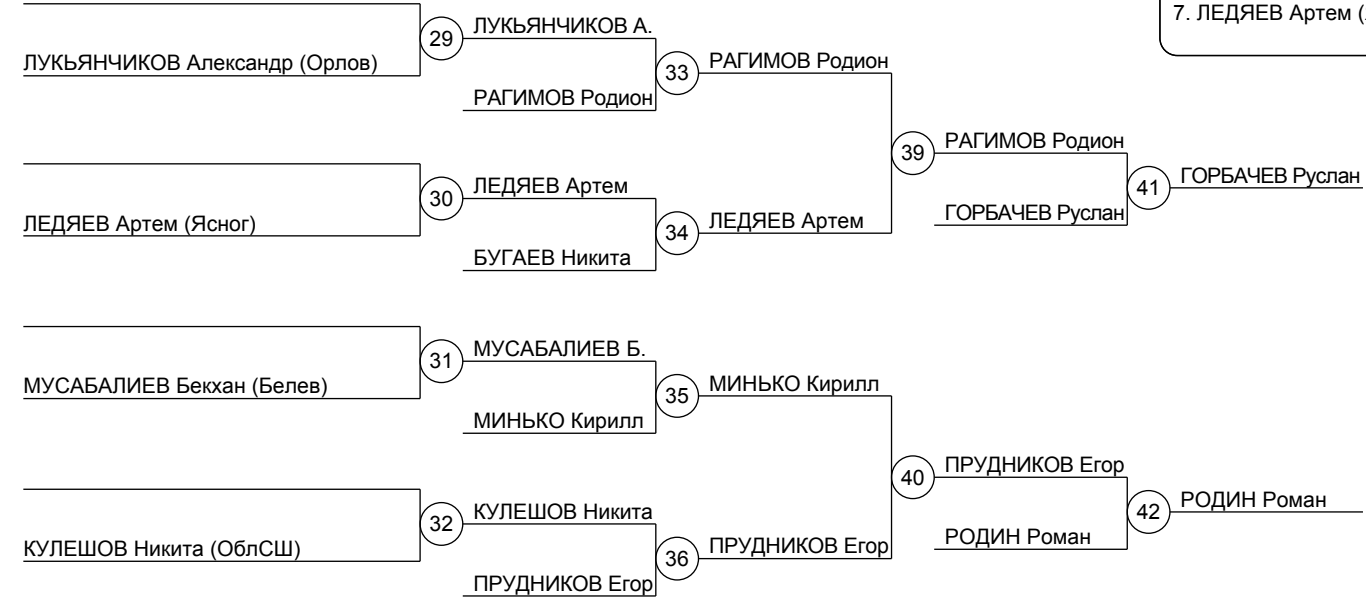 7. ЛЕДЯЕВ Артем
29 ЛУКЬЯНЧИКОВ А.
ЛУКЬЯНЧИКОВ Александр (Орлов)
33 РАГИМОВ Родион
РАГИМОВ Родион
39 РАГИМОВ Родион
30 ЛЕДЯЕВ Артем
41 ГОРБАЧЕВ Руслан
ГОРБАЧЕВ Руслан
ЛЕДЯЕВ Артем (Ясног)
34 ЛЕДЯЕВ Артем
БУГАЕВ Никита
31 МУСАБАЛИЕВ Б.
МУСАБАЛИЕВ Бекхан (Белев)
35 МИНЬКО Кирилл
МИНЬКО Кирилл
40 ПРУДНИКОВ Егор
42 РОДИН Роман
32 КУЛЕШОВ Никита
РОДИН Роман
КУЛЕШОВ Никита (ОблСШ)
36 ПРУДНИКОВ Егор
ПРУДНИКОВ Егор